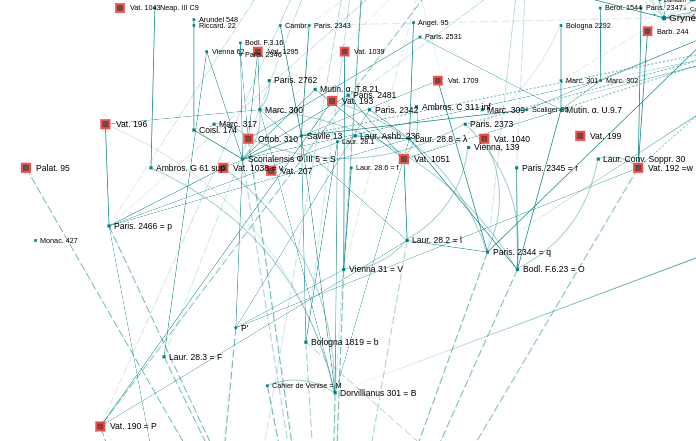 Vat. 1043
Neap. III C9
Berol. 1544
Paris. 2347
Gryne
Arundel 548
Riccard. 22
Cambr.
Paris. 2343
Angel. 95
Bologna 2292
Barb. 244
Paris. 2531
Bodl. F.3.16
Vienna 62
Vat. 1295
Paris. 2346
Vat. 1039
Paris. 2762
Vat. 1709
Marc. 301
Marc. 302
Mutin. α. T.8.21
Paris. 2481
Vat. 193
Marc. 300
Paris. 2342
Ambros. C 311 inf.
Marc. 309
Scaliger 38
Mutin. α. U.9.7
Vat. 196
Marc. 317
Paris. 2373
Coisl. 174
Ottob. 310
Savile 13
Laur. Ashb. 236
Laur. 28.8 = λ
Vat. 1040
Vat. 199
Laur. 28.1
Vienna, 139
Scorialensis Φ.III 5 = S
Vat. 1051
Laur. Conv. Soppr. 30
Palat. 95
Ambros. G 61 sup
Vat. 1038 = v
Vat. 207
Laur. 28.6 = f
Paris. 2345 = r
Vat. 192 =w
Paris. 2466 = p
Monac. 427
Laur. 28.2 = l
Paris. 2344 = q
Vienna 31 = V
Bodl. F.6.23 = O
P'
Bologna 1819 = b
Laur. 28.3 = F
Cahier de Venise = M
Dorvillianus 301 = B
Vat. 190 = P